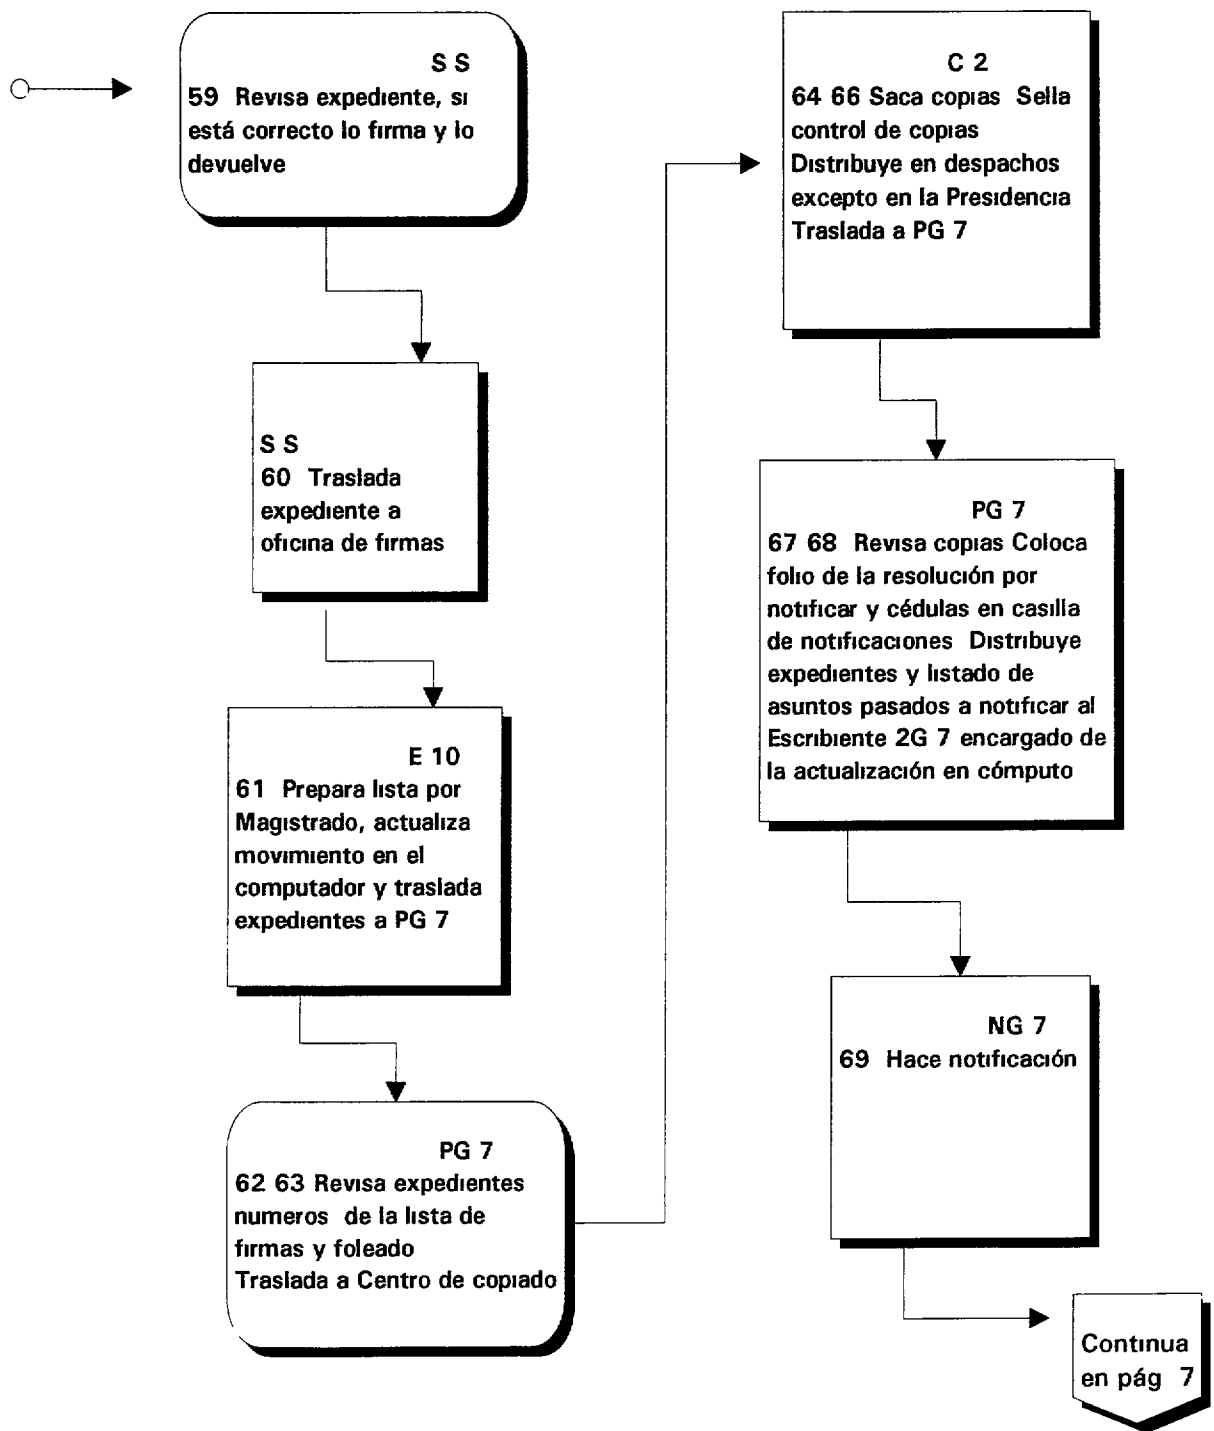 S S
59 Revisa expediente, si
está correcto lo firma y lo
devuelve
S S
60 Traslada
expediente a
oficina de firmas
E 10
61 Prepara lista por
Magistrado, actualiza
movimiento en el
computador y traslada
expedientes a PG 7
PG 7
62 63 Revisa expedientes
numeros de la lista de
firmas y foleado
Traslada a Centro de copiado
C 2
64 66 Saca copias Sella
control de copias
Distribuye en despachos
excepto en la Presidencia
Traslada a PG 7
PG 7
67 68 Revisa copias Coloca
folio de la resolución por
notificar y cédulas en casilla
de notificaciones Distribuye
expedientes y listado de
asuntos pasados a notificar al
Escribiente 2G 7 encargado de
la actualización en cómputo
NG 7
69 Hace notificación
Continua
en pág 7